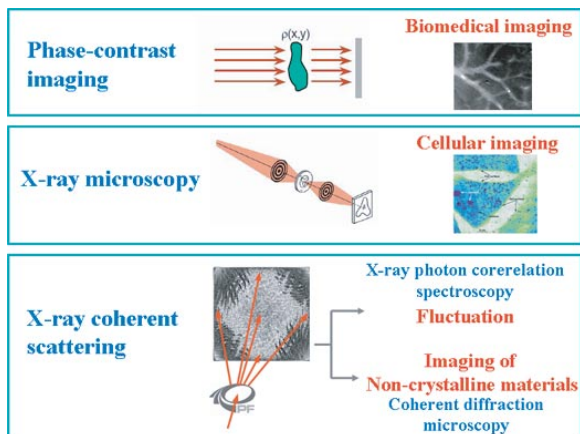 Phase-contrast
imaging
ρ(x,y)
Biomedical imaging
X-ray microscopy
Cellular imaging
X-ray coherent
scattering
PF
X-ray photon corerelation
spectroscopy
Fluctuation
Imaging of
Non-crystalline materials
Coherent diffraction
microscopy